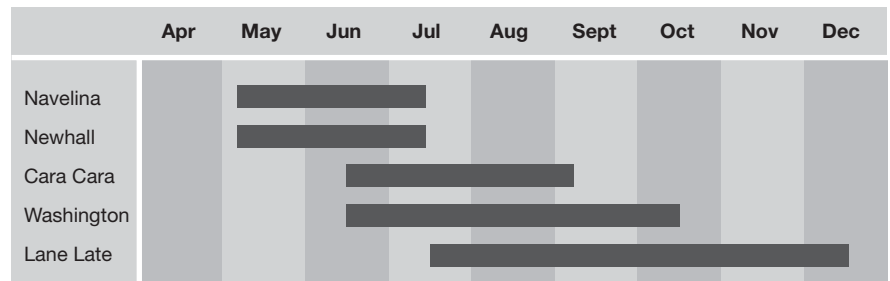 Apr May Jun Jul Aug Sept Oct Nov Dec
Navelina
Newhall
Cara Cara
Washington
Lane Late